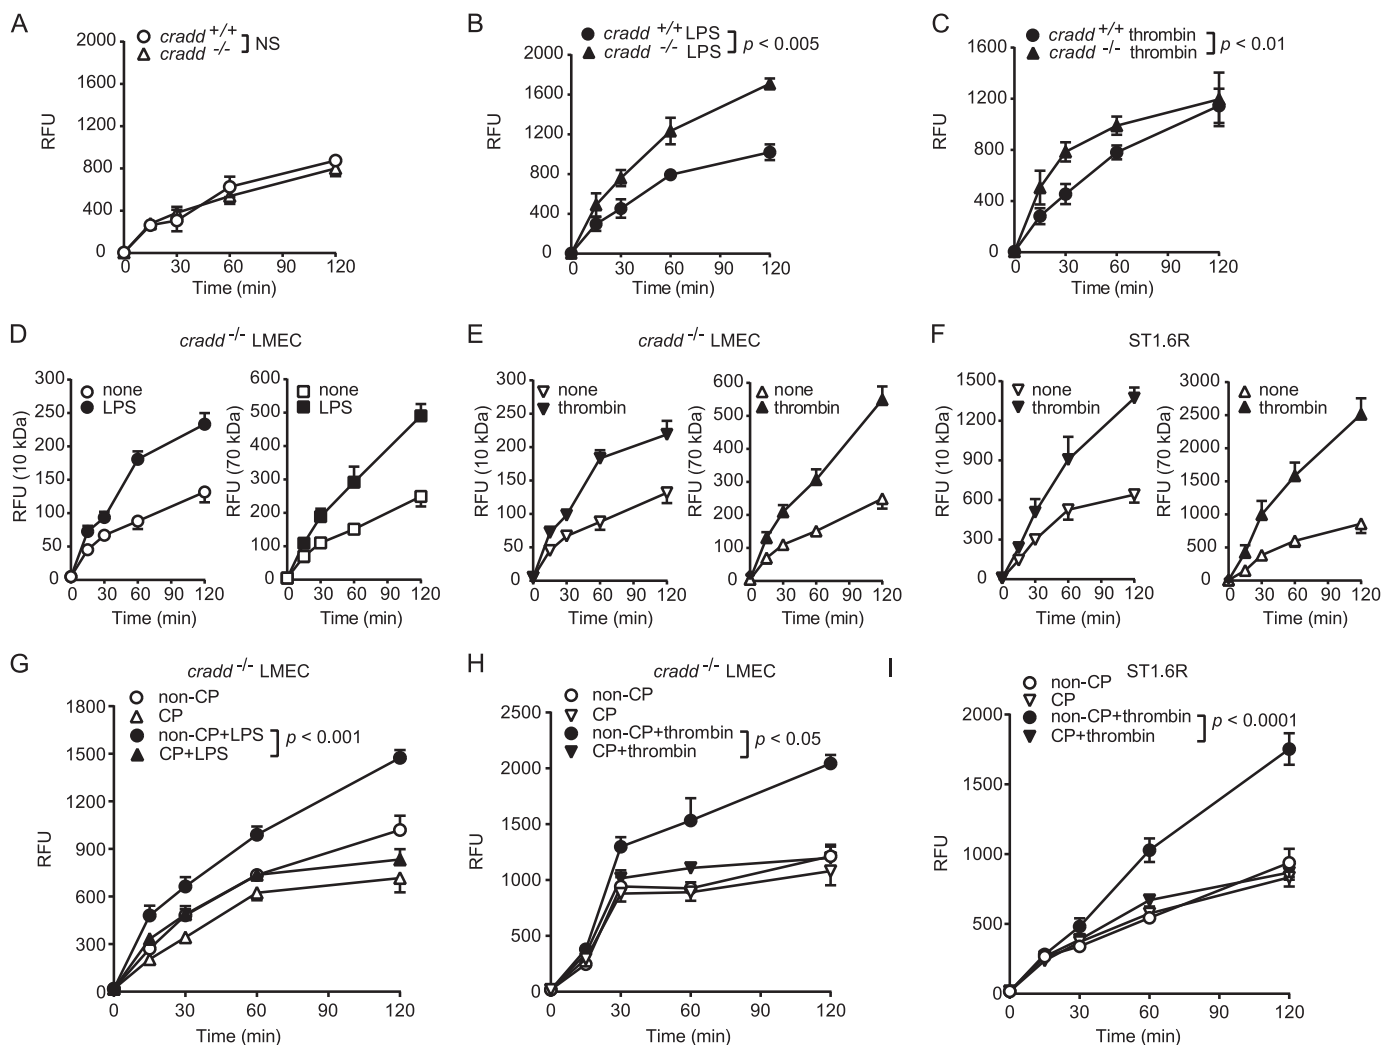 A
cradd +/+
cradd -/-
NS
2000
1600
1200
800
400
0
RFU
0 30 60 90 120
Time (min)
B
cradd +/+ LPS
cradd -/- LPS
p < 0.005
2000
1600
1200
800
400
0
RFU
0 30 60 90 120
Time (min)
C
cradd +/+ thrombin
cradd -/- thrombin
p < 0.01
1600
1200
800
400
0
RFU
0 30 60 90 120
Time (min)
D
cradd -/- LMEC
none
LPS
300
250
200
150
100
50
0
RFU (10 kDa)
0 30 60 90 120
Time (min)
none
LPS
600
500
400
300
200
100
0
RFU (70 kDa)
0 30 60 90 120
Time (min)
E
cradd -/- LMEC
none
thrombin
300
250
200
150
100
50
0
RFU (10 kDa)
0 30 60 90 120
Time (min)
none
thrombin
600
500
400
300
200
100
0
RFU (70 kDa)
0 30 60 90 120
Time (min)
F
ST1.6R
none
thrombin
1500
1200
900
600
300
0
RFU (10 kDa)
0 30 60 90 120
Time (min)
none
thrombin
3000
2500
2000
1500
1000
500
0
RFU (70 kDa)
0 30 60 90 120
Time (min)
G
cradd -/- LMEC
non-CP
CP
non-CP+LPS
CP+LPS
p < 0.001
1800
1500
1200
900
600
300
0
RFU
0 30 60 90 120
Time (min)
H
cradd -/- LMEC
non-CP
CP
non-CP+thrombin
CP+thrombin
p < 0.05
2500
2000
1500
1000
500
0
RFU
0 30 60 90 120
Time (min)
I
ST1.6R
non-CP
CP
non-CP+thrombin
CP+thrombin
p < 0.0001
2000
1500
1000
500
0
RFU
0 30 60 90 120
Time (min)